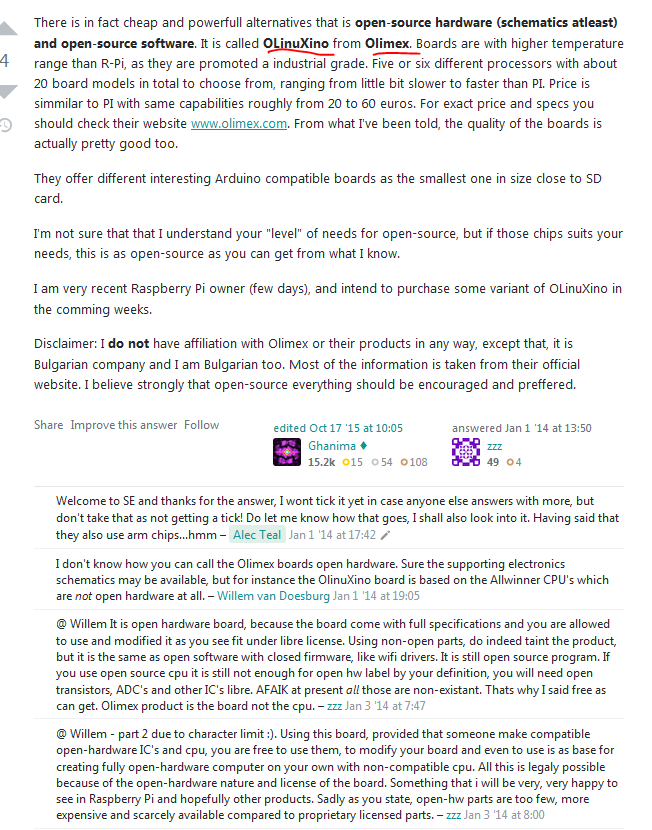 There is in fact cheap and powerfull alternatives that is open-source hardware (schematics atleast)
and open-source software. It is called OLinuXino from Olimex. Boards are with higher temperature
range than R-Pi, as they are promoted a industrial grade. Five or six different processors with about
20 board models in total to choose from, ranging from little bit slower to faster than PI. Price is
simmilar to PI with same capabilities roughly from 20 to 60 euros. For exact price and specs you
should check their website www.olimex.com. From what I've been told, the quality of the boards is
actually pretty good too.
4
They offer different interesting Arduino compatible boards as the smallest one in size close to SD
card.
I'm not sure that that I understand your "level" of needs for open-source, but if those chips suits your
needs, this is as open-source as you can get from what I know.
I am very recent Raspberry Pi owner (few days), and intend to purchase some variant of OLinuXino in
the comming weeks.
Disclaimer: I do not have affiliation with Olimex or their products in any way, except that, it is
Bulgarian company and I am Bulgarian too. Most of the information is taken from their official
website. I believe strongly that open-source everything should be encouraged and preffered.
Share Improve this answer Follow
edited Oct 17 '15 at 10:05
Ghanima ♦
15.2k 15 54 108
answered Jan 1 '14 at 13:50
zzz
49 4
Welcome to SE and thanks for the answer, I wont tick it yet in case anyone else answers with more, but
don't take that as not getting a tick! Do let me know how that goes, I shall also look into it. Having said that
they also use arm chips...hmm – Alec Teal Jan 1 '14 at 17:42
I don't know how you can call the Olimex boards open hardware. Sure the supporting electronics
schematics may be available, but for instance the OlinuXino board is based on the Allwinner CPU's which
are not open hardware at all. – Willem van Doesburg Jan 1 '14 at 19:05
@ Willem It is open hardware board, because the board come with full specifications and you are allowed
to use and modified it as you see fit under libre license. Using non-open parts, do indeed taint the product,
but it is the same as open software with closed firmware, like wifi drivers. It is still open source program. If
you use open source cpu it is still not enough for open hw label by your definition, you will need open
transistors, ADC's and other IC's libre. AFAIK at present all those are non-existant. Thats why I said free as
can get. Olimex product is the board not the cpu. – zzz Jan 3 '14 at 7:47
@ Willem - part 2 due to character limit :). Using this board, provided that someone make compatible
open-hardware IC's and cpu, you are free to use them, to modify your board and even to use is as base for
creating fully open-hardware computer on your own with non-compatible cpu. All this is legaly possible
because of the open-hardware nature and license of the board. Something that i will be very, very happy to
see in Raspberry Pi and hopefully other products. Sadly as you state, open-hw parts are too few, more
expensive and scarcely available compared to proprietary licensed parts. – zzz Jan 3 '14 at 8:00